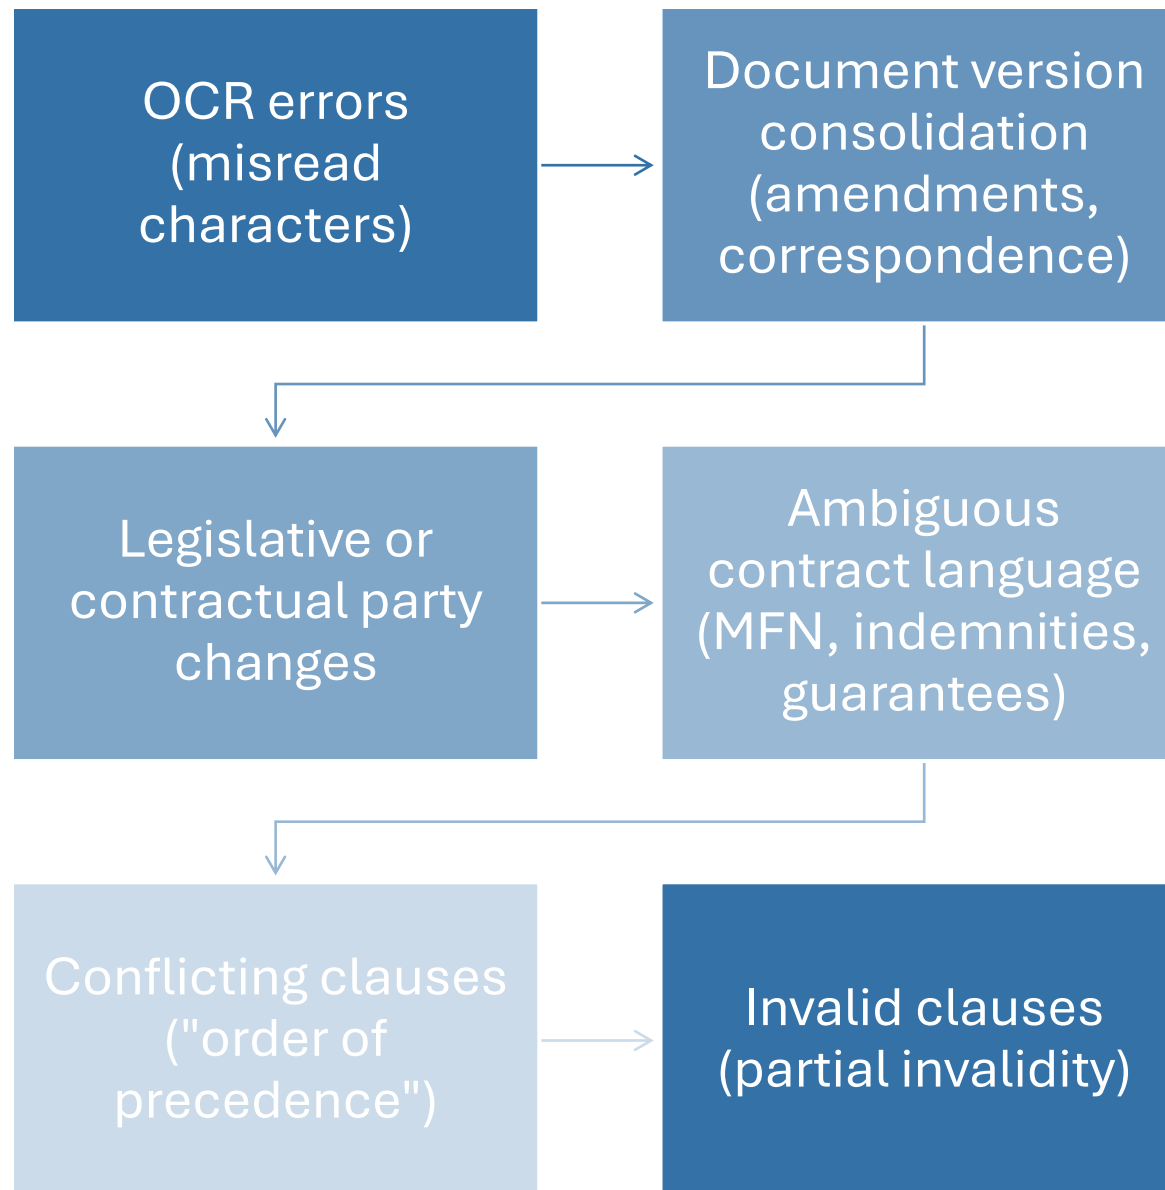 OCR errors
(misread
characters)
Document version
consolidation
(amendments,
correspondence)
Legislative or
contractual party
changes
Ambiguous
contract language
(MFN, indemnities,
guarantees)
Conflicting clauses
("order of
precedence")
Invalid clauses
(partial invalidity)